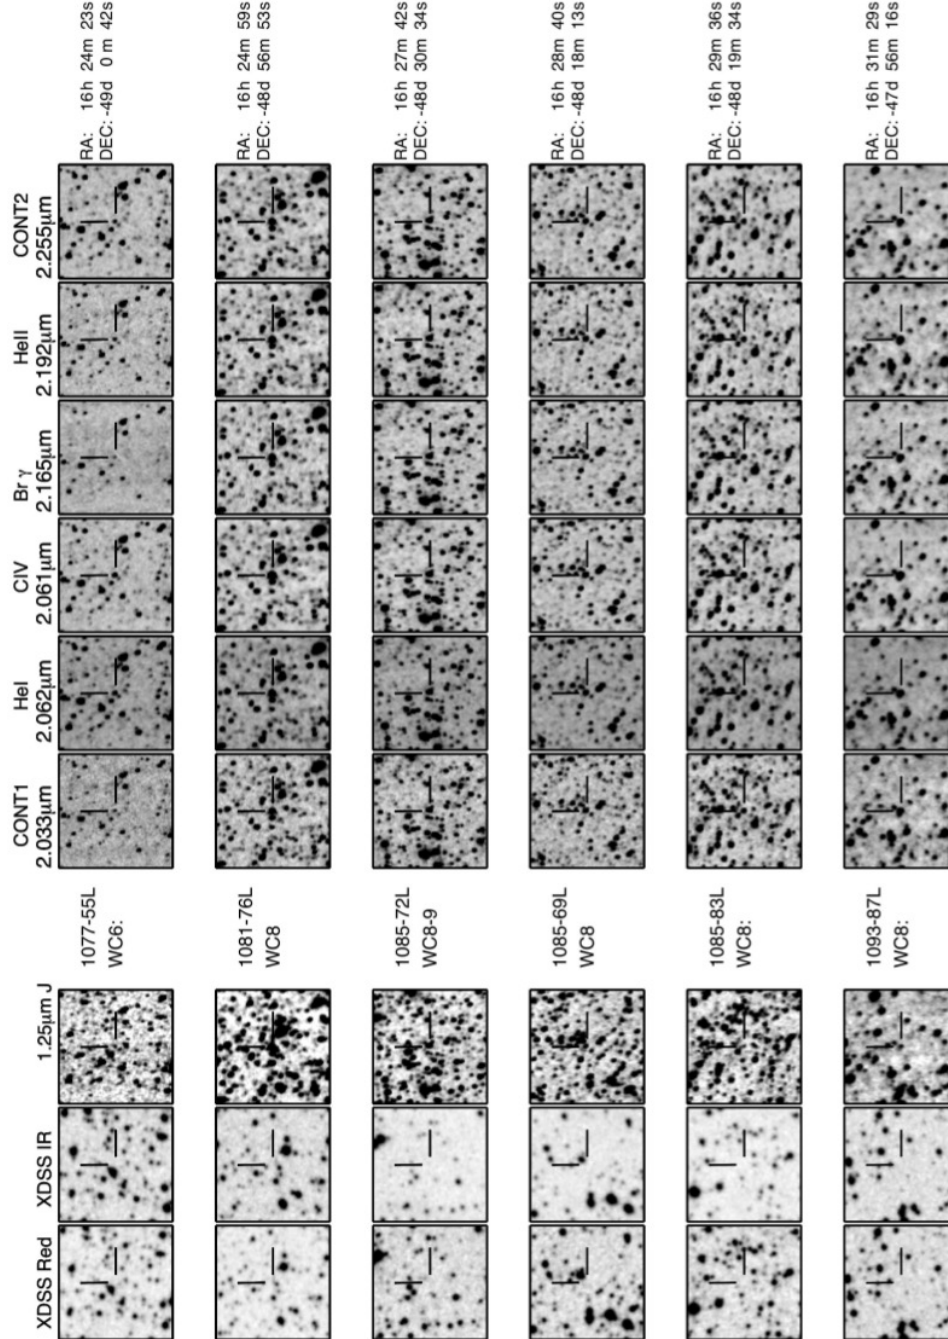 XDSS Red
XDSS IR
1.25μm J
CONT1
2.033μm
HeI
2.062μm
CIV
2.061μm
Br γ
2.165μm
HeII
2.192μm
CONT2
2.255μm
1077-55L
WC6:
RA: 16h 24m 23s
DEC: -49d 0 m 42s
1081-76L
WC8
RA: 16h 24m 59s
DEC: -48d 56m 53s
1085-72L
WC8-9
RA: 16h 27m 42s
DEC: -48d 30m 34s
1085-69L
WC8
RA: 16h 28m 40s
DEC: -48d 18m 13s
1085-83L
WC8:
RA: 16h 29m 36s
DEC: -48d 19m 34s
1093-87L
WC8:
RA: 16h 31m 29s
DEC: -47d 56m 16s